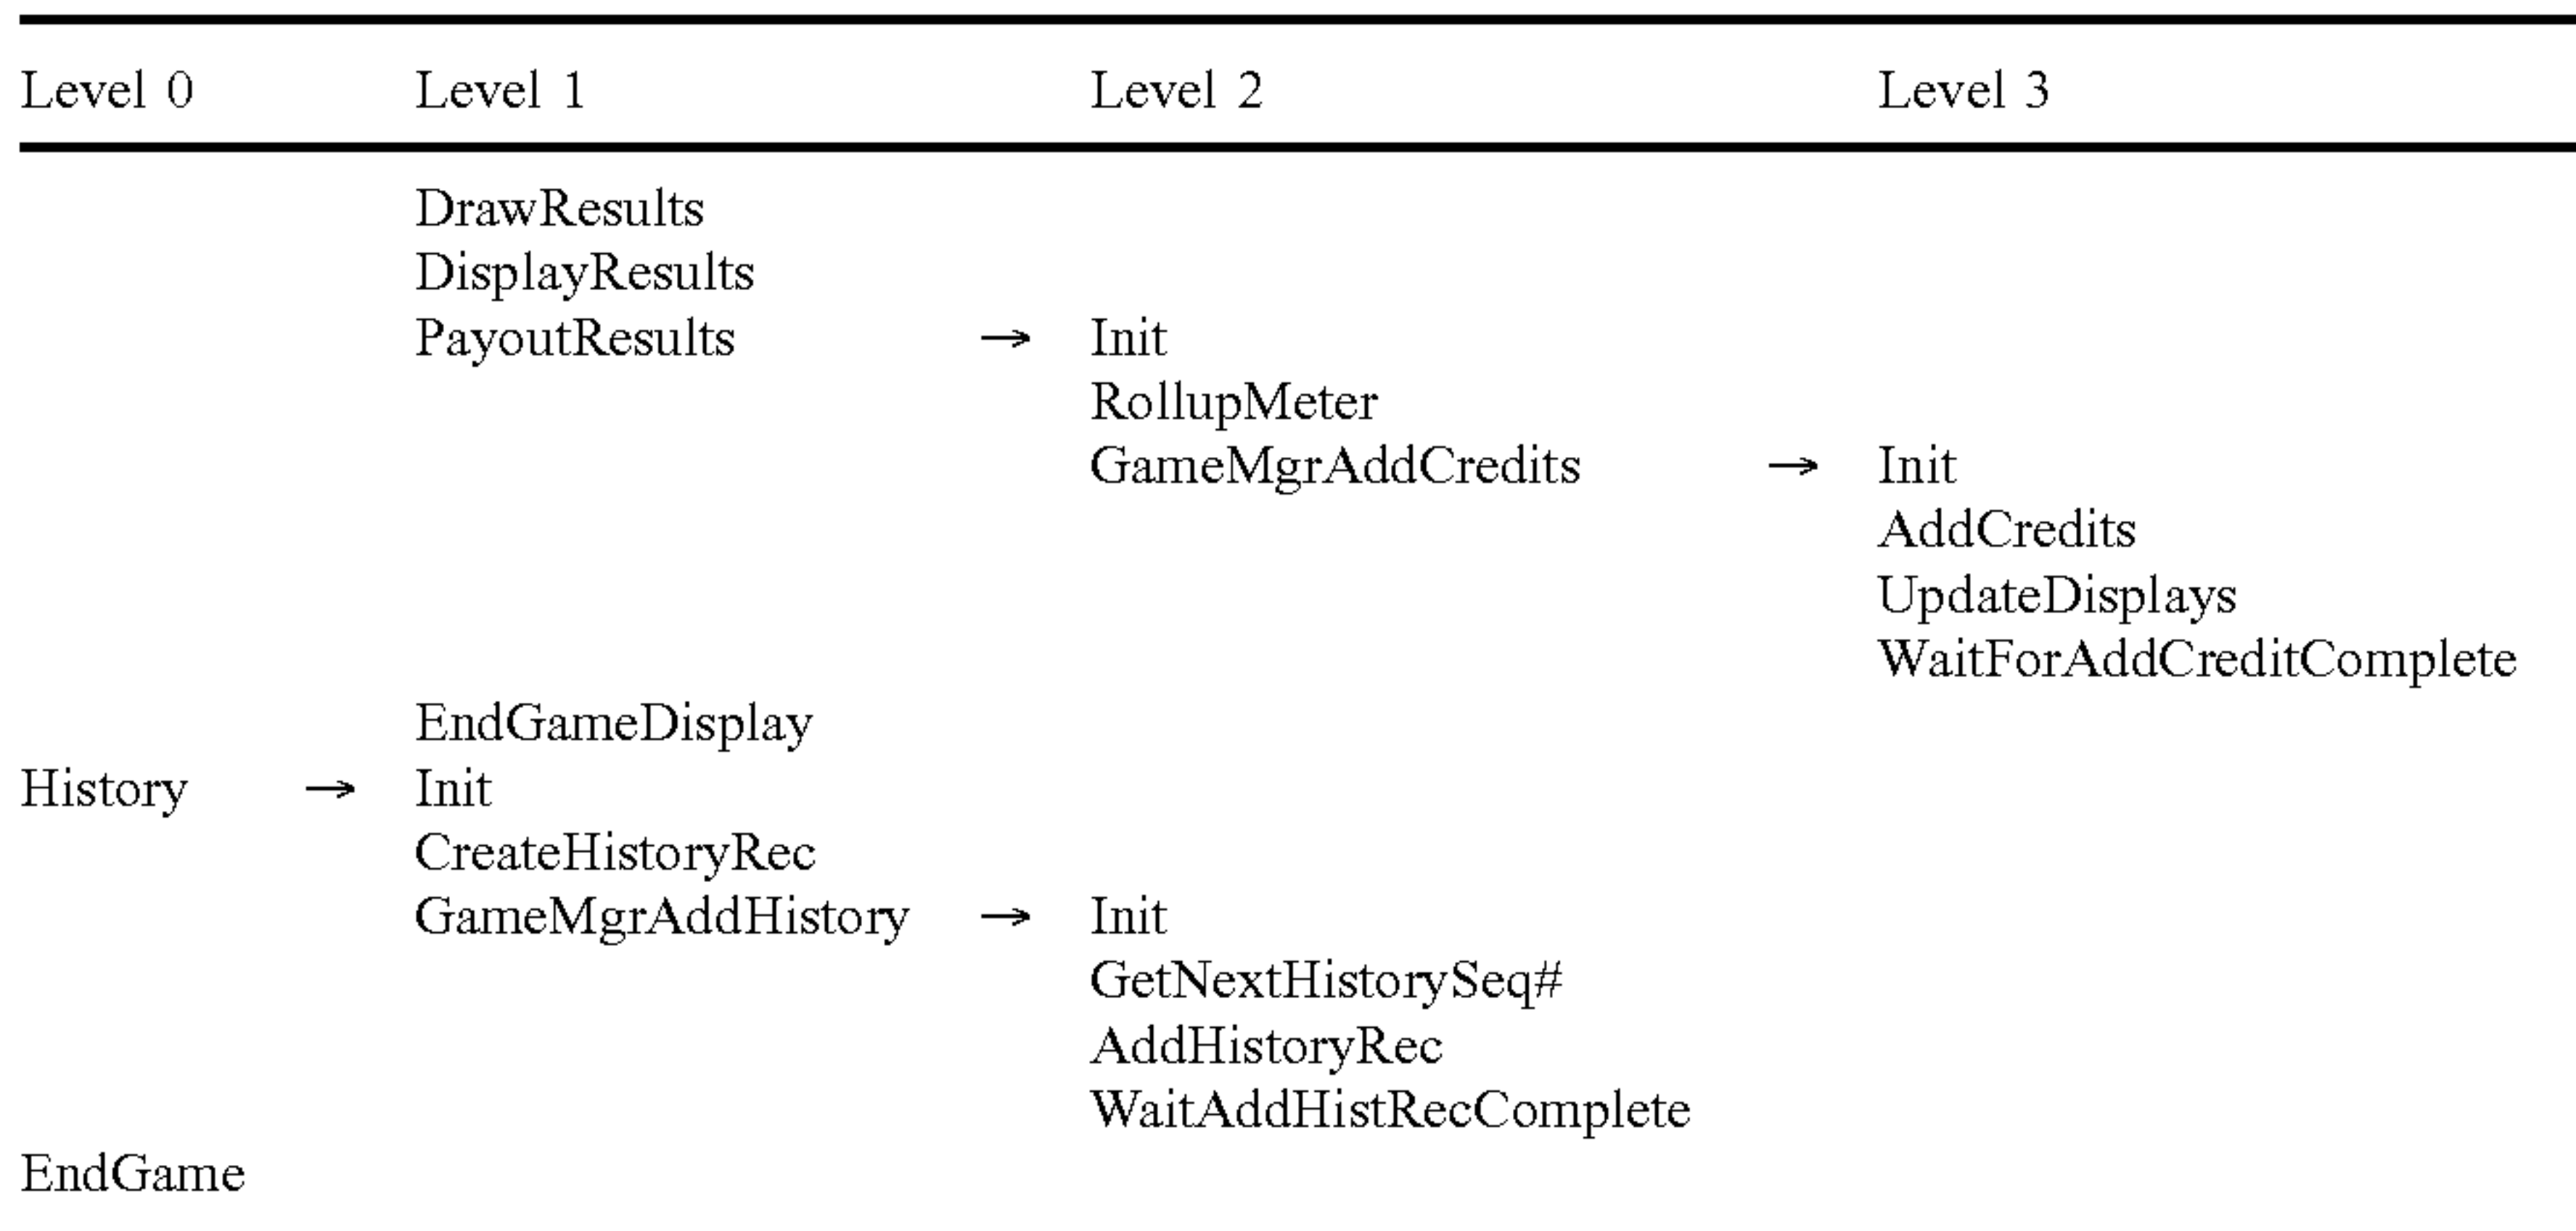 Level 0 Level 1 Level 2 Level 3
DrawResults
DisplayResults
PayoutResults → Init
RollupMeter
GameMgrAddCredits → Init
AddCredits
UpdateDisplays
WaitForAddCreditComplete
EndGameDisplay
History → Init
CreateHistoryRec
GameMgrAddHistory → Init
GetNextHistorySeq#
AddHistoryRec
WaitAddHistRecComplete
EndGame